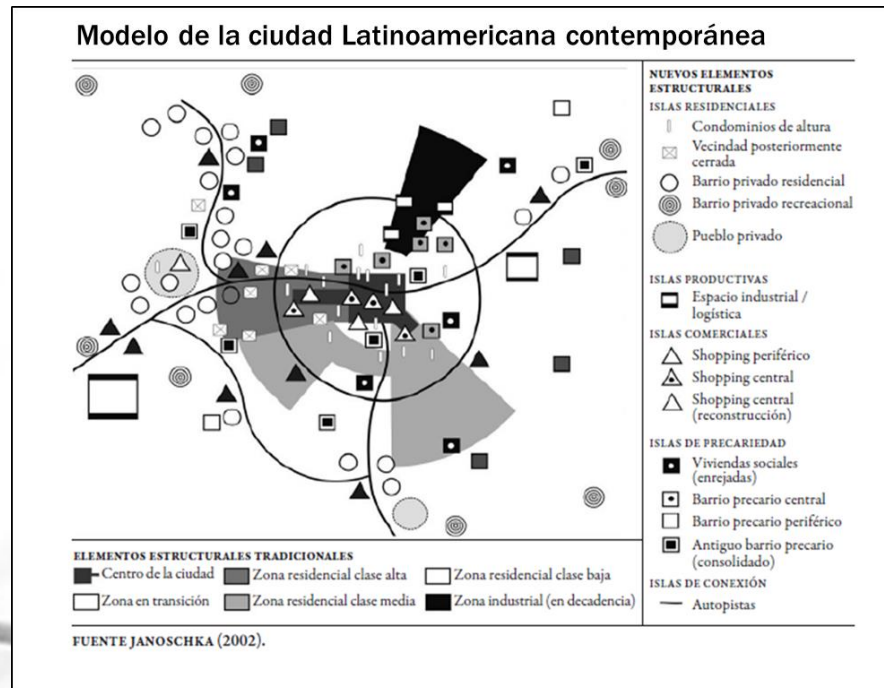 Modelo de la ciudad Latinoamericana contemporánea
NUEVOS ELEMENTOS
ESTRUCTURALES
ISLAS RESIDENCIALES
Condominios de altura
Vecindad posteriormente
cerrada
Barrio privado residencial
Barrio privado recreacional
Pueblo privado
ISLAS PRODUCTIVAS
Espacio industrial /
logística
ISLAS COMERCIALES
Shopping periférico
Shopping central
Shopping central
(reconstrucción)
ISLAS DE PRECARIEDAD
Viviendas sociales
(enrejadas)
Barrio precario central
Barrio precario periférico
Antiguo barrio precario
(consolidado)
ISLAS DE CONEXIÓN
Autopistas
ELEMENTOS ESTRUCTURALES TRADICIONALES
Centro de la ciudad Zona residencial clase alta Zona residencial clase baja
Zona en transición Zona residencial clase media Zona industrial (en decadencia)
FUENTE JANOSCHKA (2002).